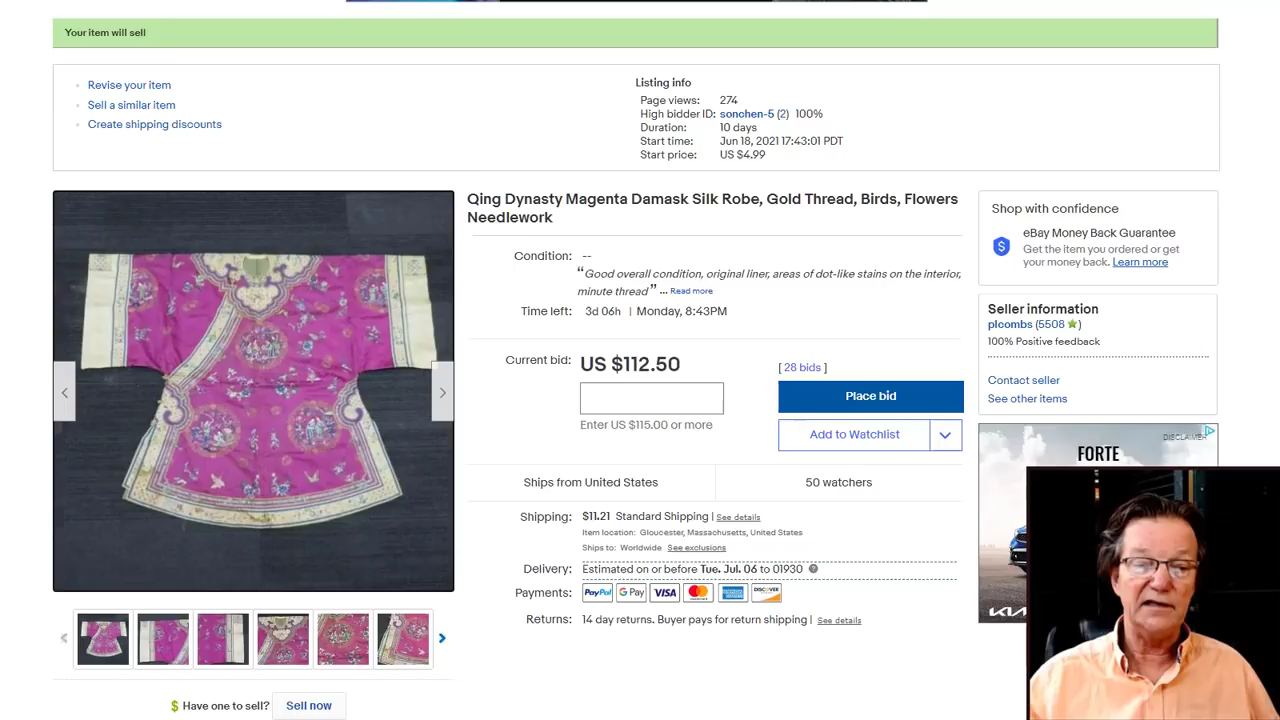 Your item will sell
Revise your item
Sell a similar item
Create shipping discounts
Listing info
Page views: 274
High bidder ID: sonchen-5 (2) 100%
Duration: 10 days
Start time: Jun 18, 2021 17:43:01 PDT
Start price: US $4.99
Qing Dynasty Magenta Damask Silk Robe, Gold Thread, Birds, Flowers
Needlework
Condition: --
“Good overall condition, original liner, areas of dot-like stains on the interior,
minute thread” ... Read more
Time left: 3d 06h | Monday, 8:43PM
Current bid: US $112.50
[ 28 bids ]
Place bid
Enter US $115.00 or more
Add to Watchlist
Ships from United States
50 watchers
Shipping: $11.21 Standard Shipping | See details
Item location: Gloucester, Massachusetts, United States
Ships to: Worldwide See exclusions
Delivery: Estimated on or before Tue. Jul. 06 to 01930
Payments: PayPal G Pay VISA MasterCard AMERICAN EXPRESS DISCOVER
Returns: 14 day returns. Buyer pays for return shipping | See details
Shop with confidence
eBay Money Back Guarantee
Get the item you ordered or get
your money back. Learn more
Seller information
plcombs (5508 )
100% Positive feedback
Contact seller
See other items
DISCLAIMER
FORTE
KIA
$ Have one to sell? Sell now